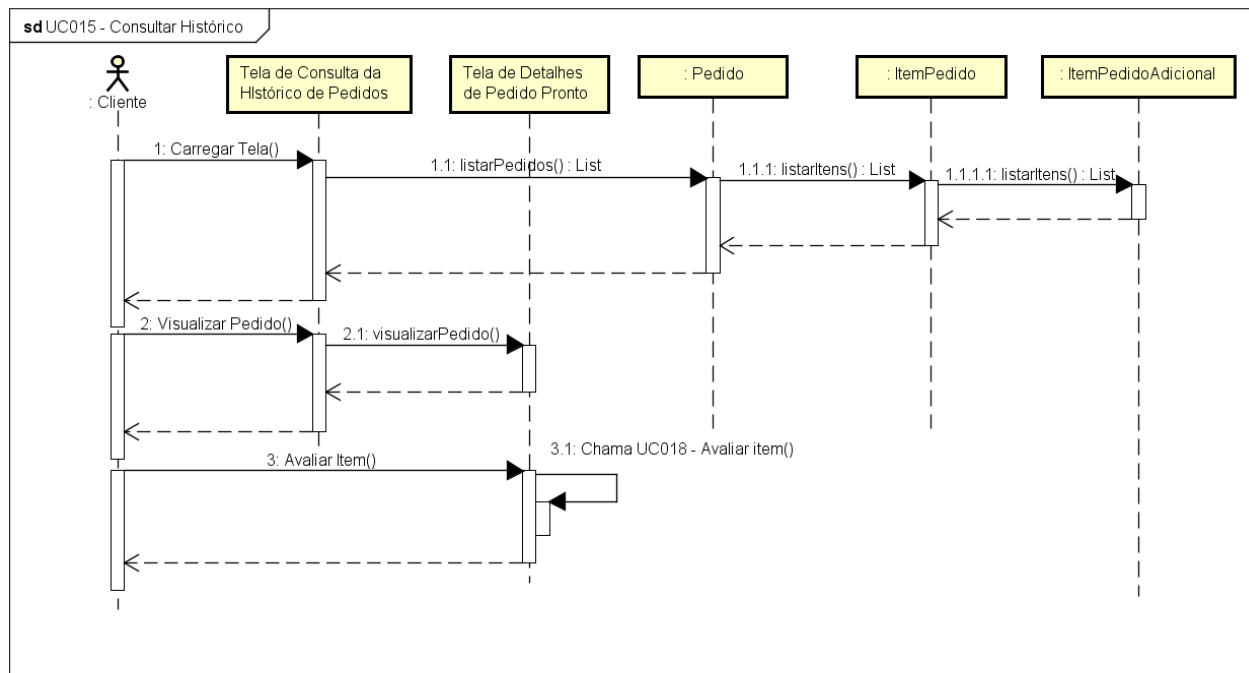 sd UC015 - Consultar Histórico
: Cliente
Tela de Consulta da
HIstórico de Pedidos
Tela de Detalhes
de Pedido Pronto
: Pedido
: ItemPedido
: ItemPedidoAdicional
1: Carregar Tela()
1.1: listarPedidos() : List
1.1.1: listarItens() : List
1.1.1.1: listarItens() : List
2: Visualizar Pedido()
2.1: visualizarPedido()
3: Avaliar Item()
3.1: Chama UC018 - Avaliar item()